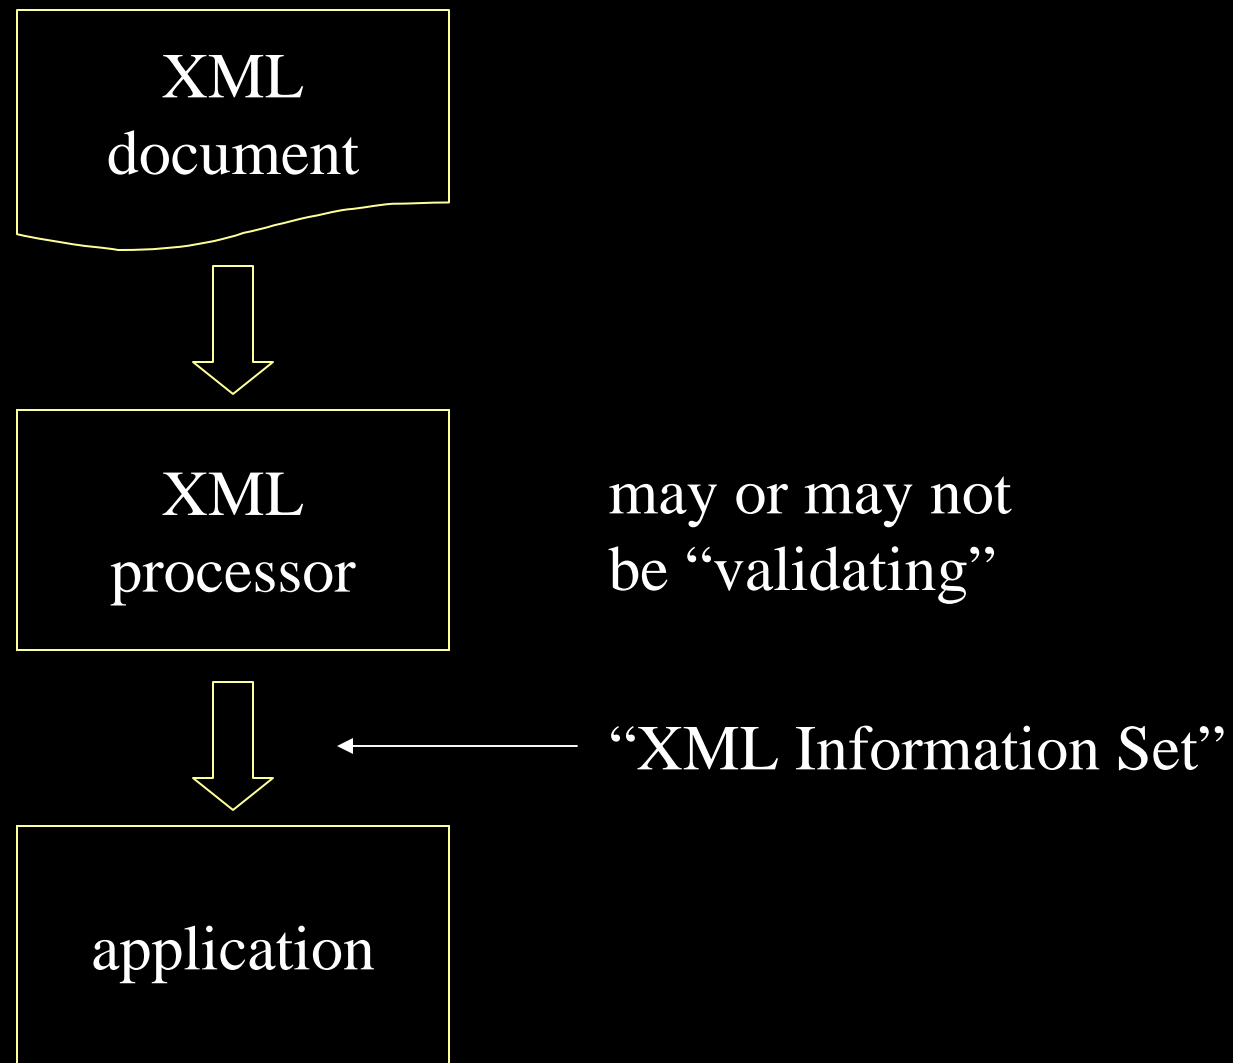 XML
document
XML
processor
may or may not
be “validating”
“XML Information Set”
application